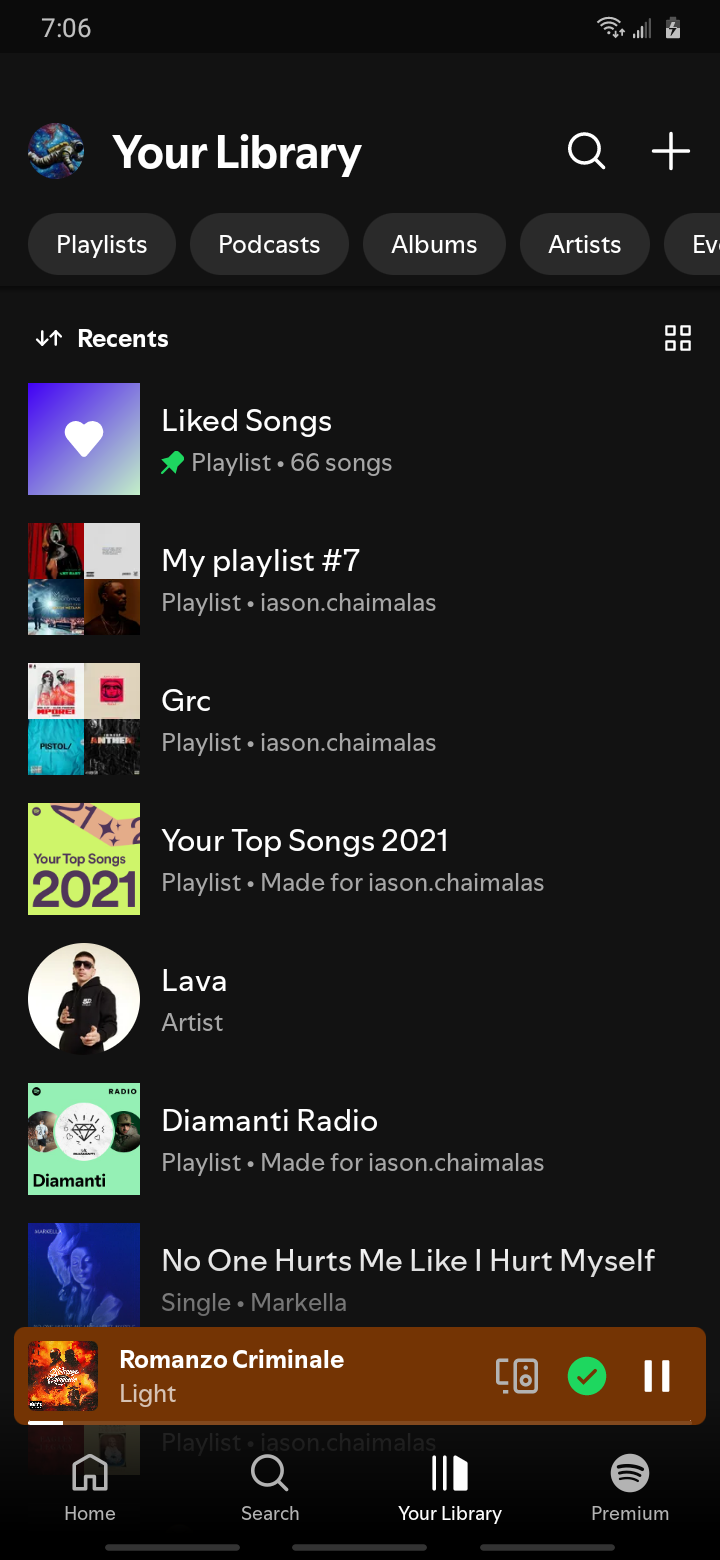 7:06
Your Library
Playlists
Podcasts
Albums
Artists
Recents
Liked Songs
Playlist • 66 songs
My playlist #7
Playlist • iason.chaimalas
Grc
Playlist • iason.chaimalas
PISTOL/
Your Top Songs 2021
Playlist • Made for iason.chaimalas
Your Top Songs
2021
Lava
Artist
RADIO
Diamanti
Diamanti Radio
Playlist • Made for iason.chaimalas
MARKELLA
No One Hurts Me Like I Hurt Myself
Single • Markella
Romanzo Criminale
Light
Playlist • iason.chaimalas
Home
Search
Your Library
Premium